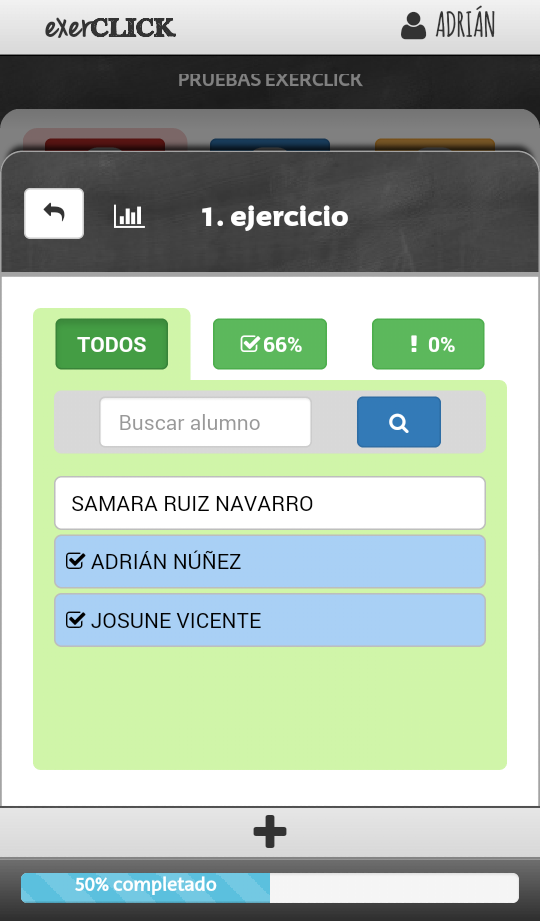 exerCLICK
ADRIÁN
PRUEBAS EXERCLICK
1. ejercicio
TODOS
66%
! 0%
Buscar alumno
SAMARA RUIZ NAVARRO
ADRIÁN NÚÑEZ
JOSUNE VICENTE
50% completado